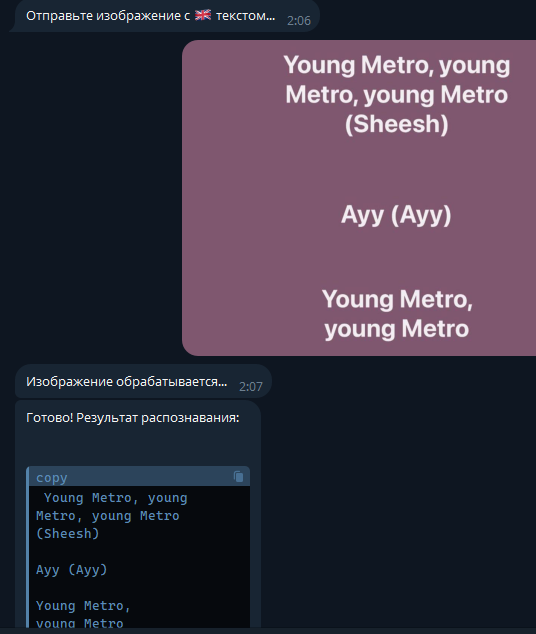 Отправьте изображение с 🇬🇧 текстом...
2:06
Young Metro, young
Metro, young Metro
(Sheesh)
Ayy (Ayy)
Young Metro,
young Metro
Изображение обрабатывается...
2:07
Готово! Результат распознавания:
copy
Young Metro, young
Metro, young Metro
(Sheesh)
Ayy (Ayy)
Young Metro,
young Metro